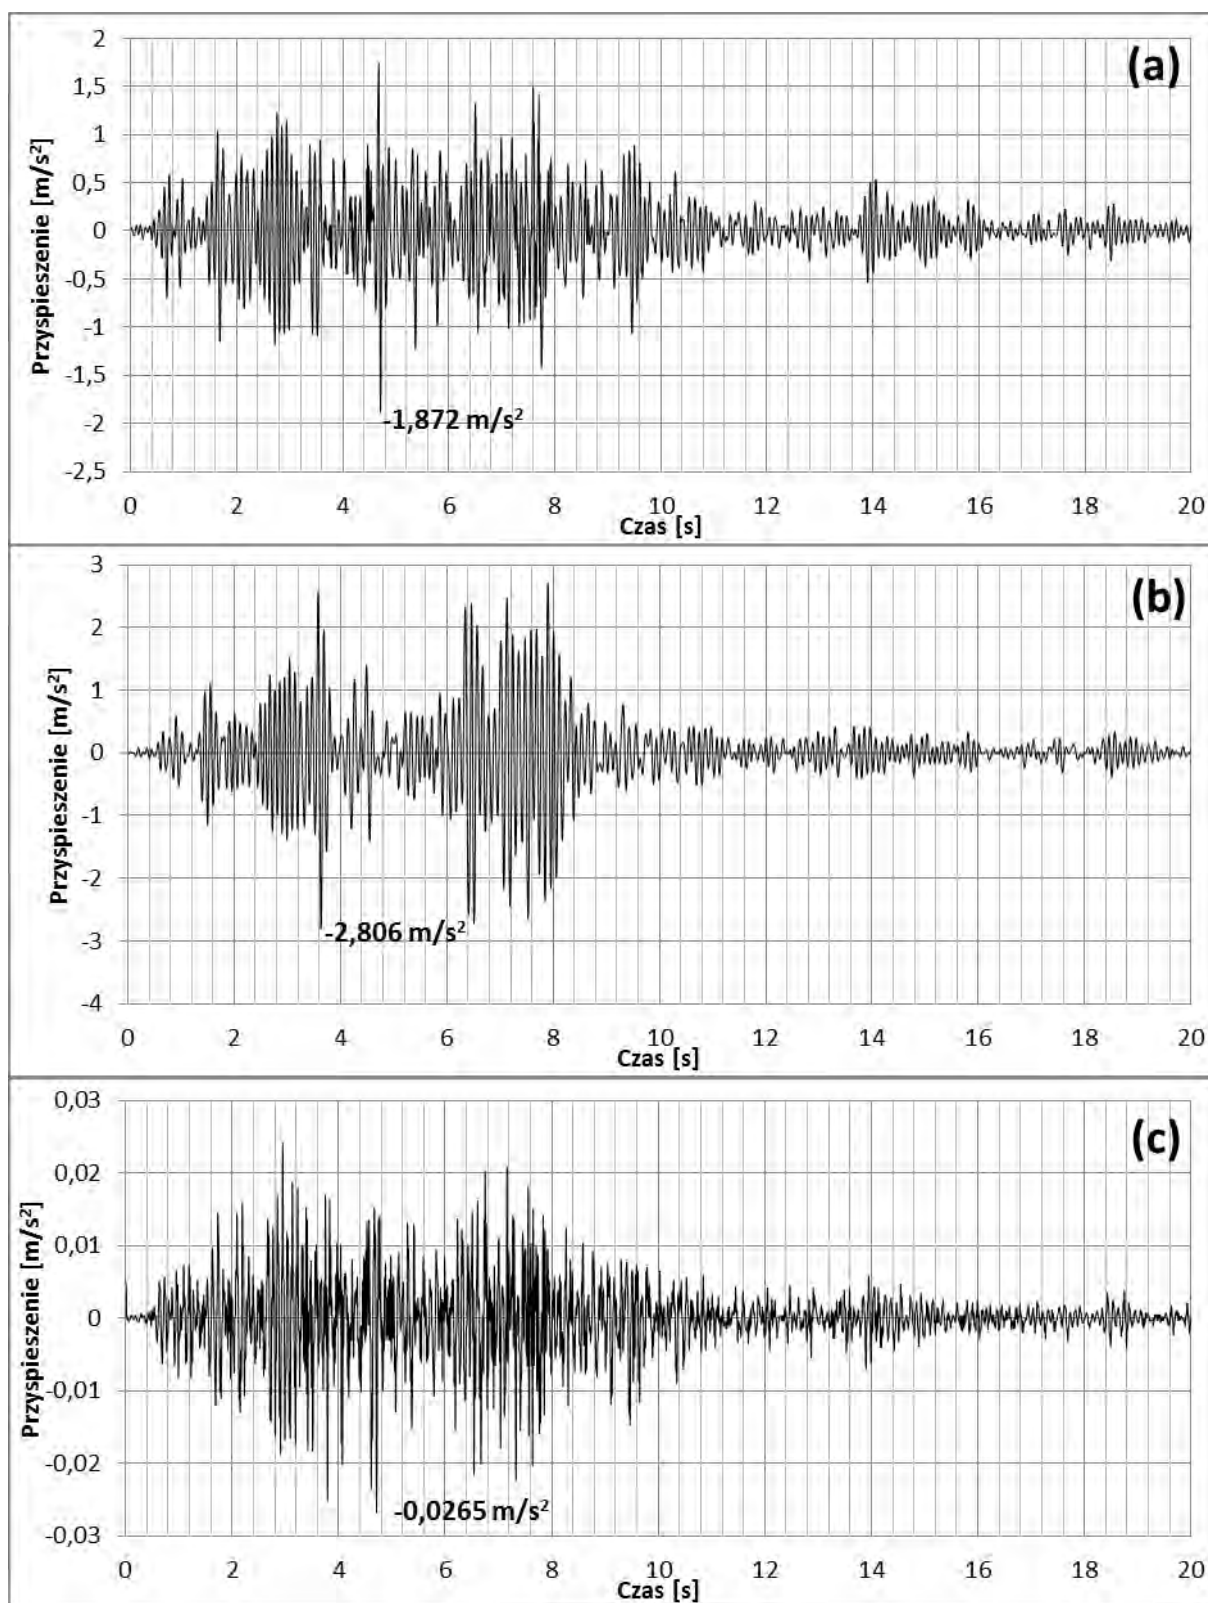 (a)
Przyspieszenie [m/s²]
2
1,5
1
0,5
0
-0,5
-1
-1,5
-2
-2,5
-1,872 m/s²
0 2 4 6 8 10 12 14 16 18 20
Czas [s]
(b)
Przyspieszenie [m/s²]
3
2
1
0
-1
-2
-3
-4
-2,806 m/s²
0 2 4 6 8 10 12 14 16 18 20
Czas [s]
(c)
Przyspieszenie [m/s²]
0,03
0,02
0,01
0
-0,01
-0,02
-0,03
-0,0265 m/s²
0 2 4 6 8 10 12 14 16 18 20
Czas [s]